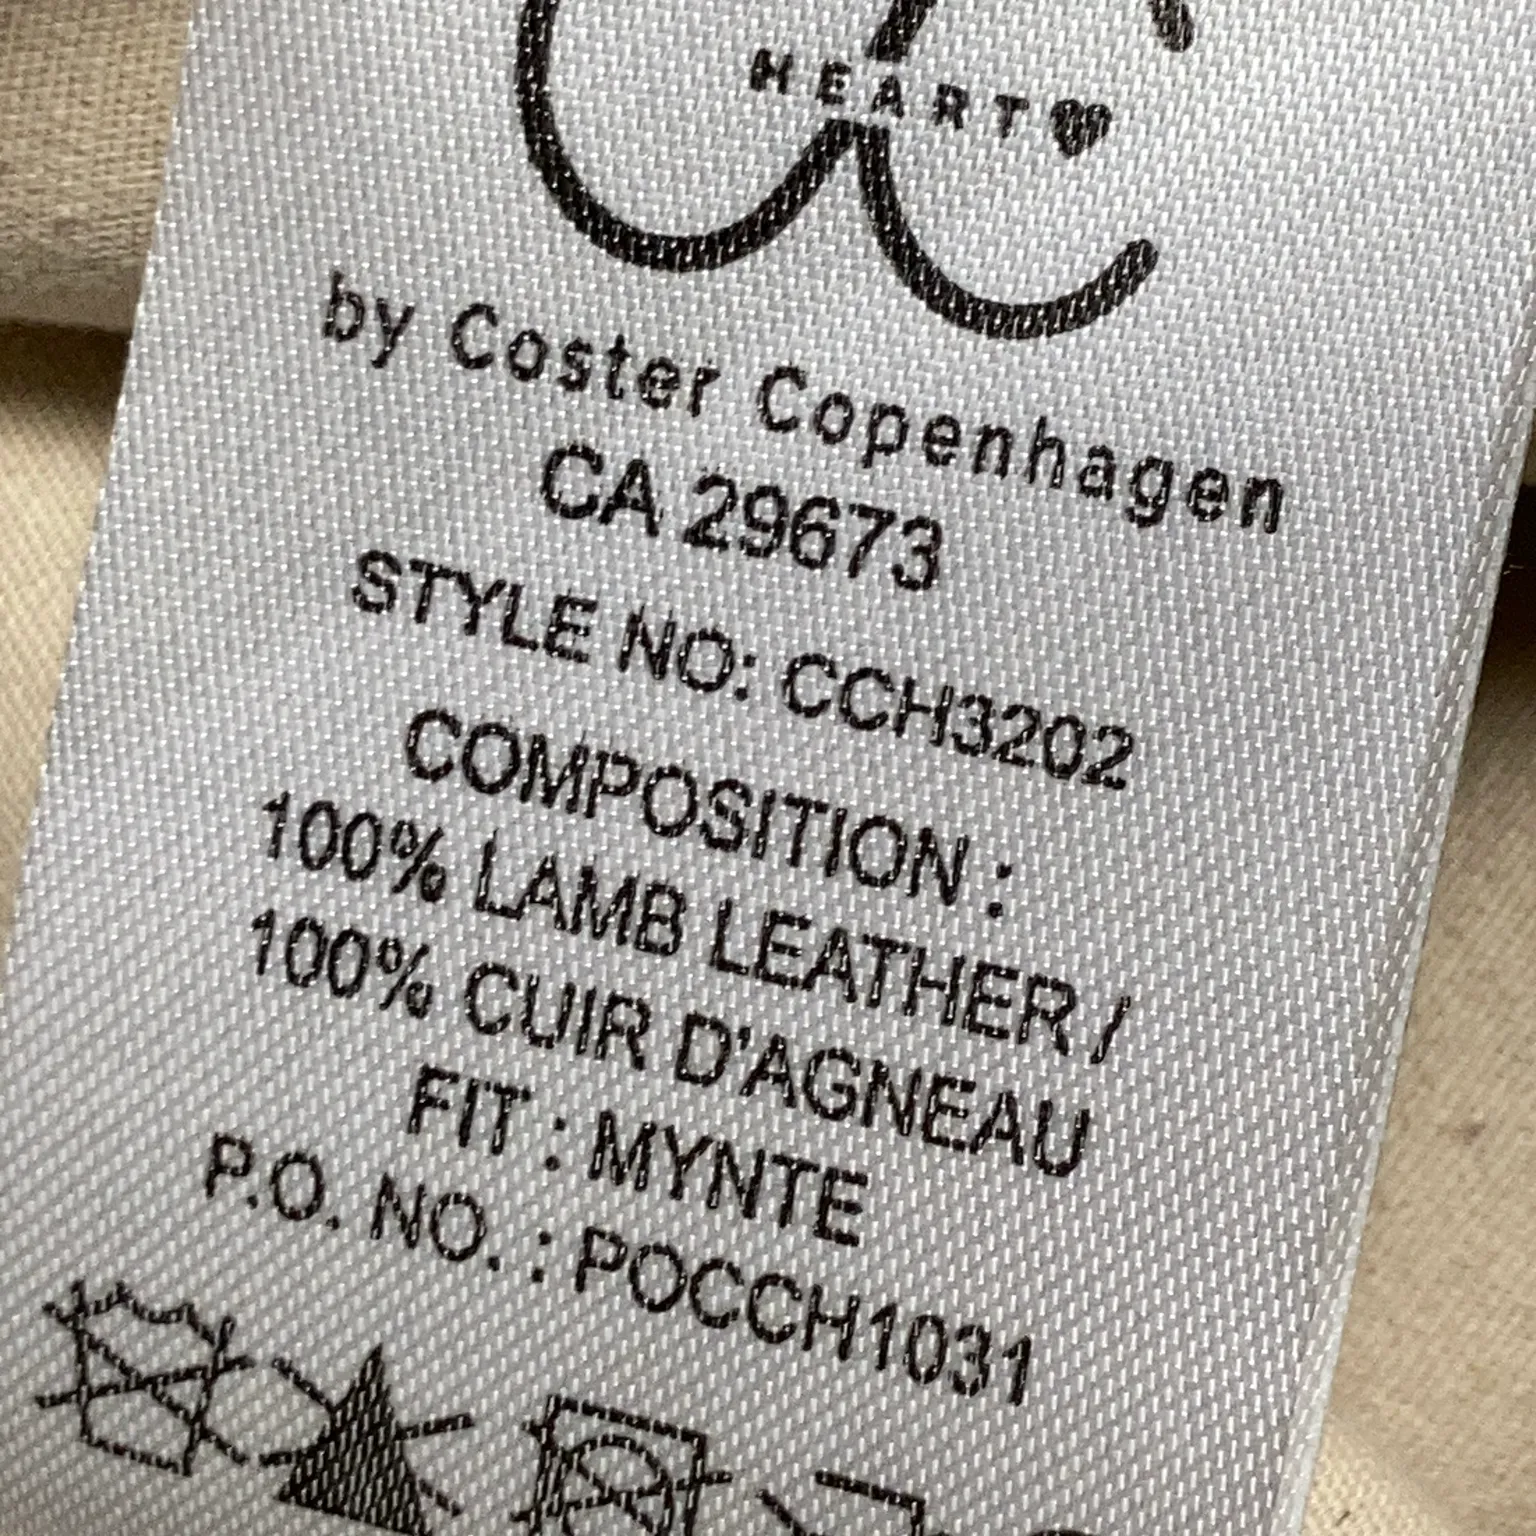 HEART
by Coster Copenhagen
CA 29673
STYLE NO: CCH3202
COMPOSITION :
100% LAMB LEATHER /
100% CUIR D'AGNEAU
FIT : MYNTE
P.O. NO. : POCCH1031